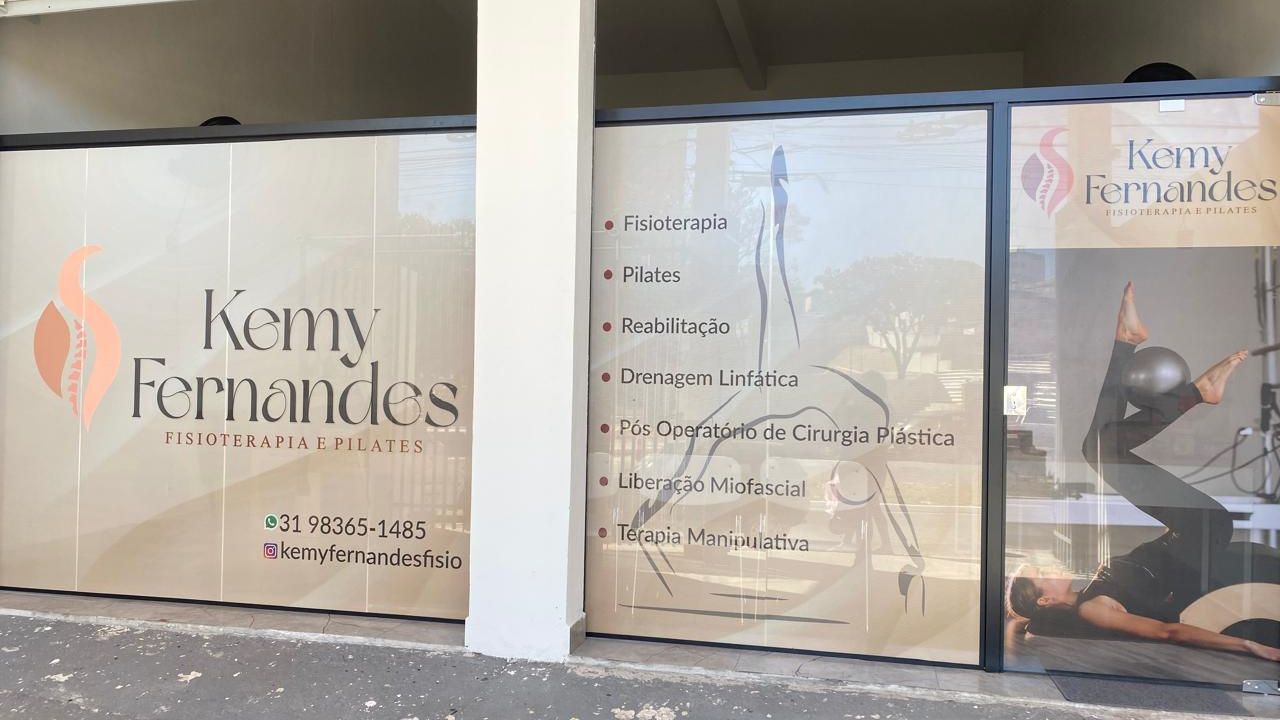 Kemy
Fernandes
FISIOTERAPIA E PILATES
31 98365-1485
kemyfernandesfisio
Fisioterapia
Pilates
Reabilitação
Drenagem Linfática
Pós Operatório de Cirurgia Plástica
Liberação Miofascial
Terapia Manipulativa
Kemy
Fernandes
FISIOTERAPIA E PILATES